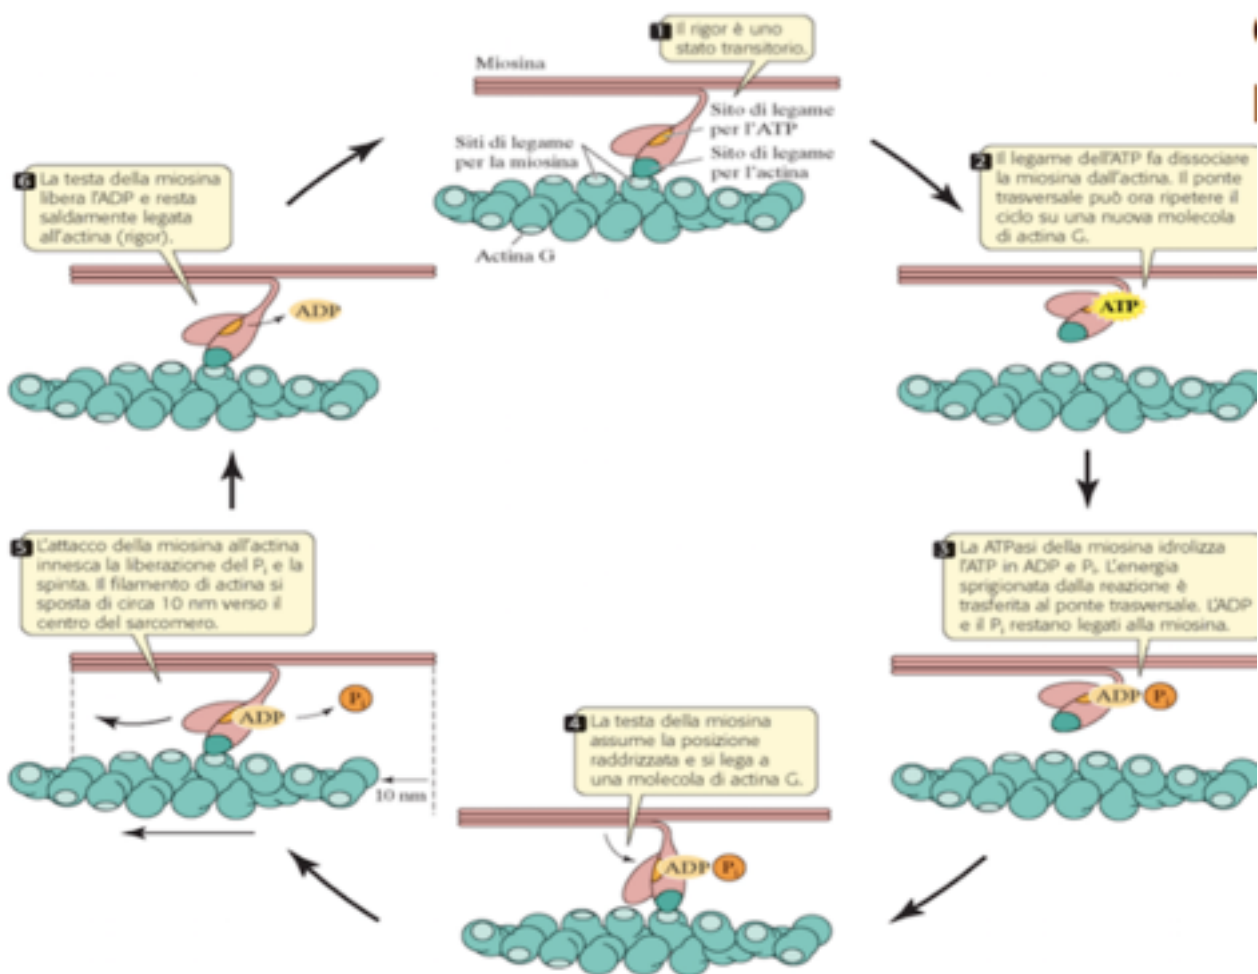 1 Il rigor è uno
stato transitorio.
Miosina
Sito di legame
per l'ATP
Siti di legame
per la miosina
Sito di legame
per l'actina
Actina G
2 Il legame dell'ATP fa dissociare
la miosina dall'actina. Il ponte
trasversale può ora ripetere il
ciclo su una nuova molecola
di actina G.
ATP
3 La ATPasi della miosina idrolizza
l'ATP in ADP e Pi. L'energia
sprigionata dalla reazione è
trasferita al ponte trasversale. L'ADP
e il Pi restano legati alla miosina.
ADP Pi
4 La testa della miosina
assume la posizione
raddrizzata e si lega a
una molecola di actina G.
ADP Pi
5 L'attacco della miosina all'actina
innesca la liberazione del Pi e la
spinta. Il filamento di actina si
sposta di circa 10 nm verso il
centro del sarcomero.
ADP Pi
10 nm
6 La testa della miosina
libera l'ADP e resta
saldamente legata
all'actina (rigor).
ADP